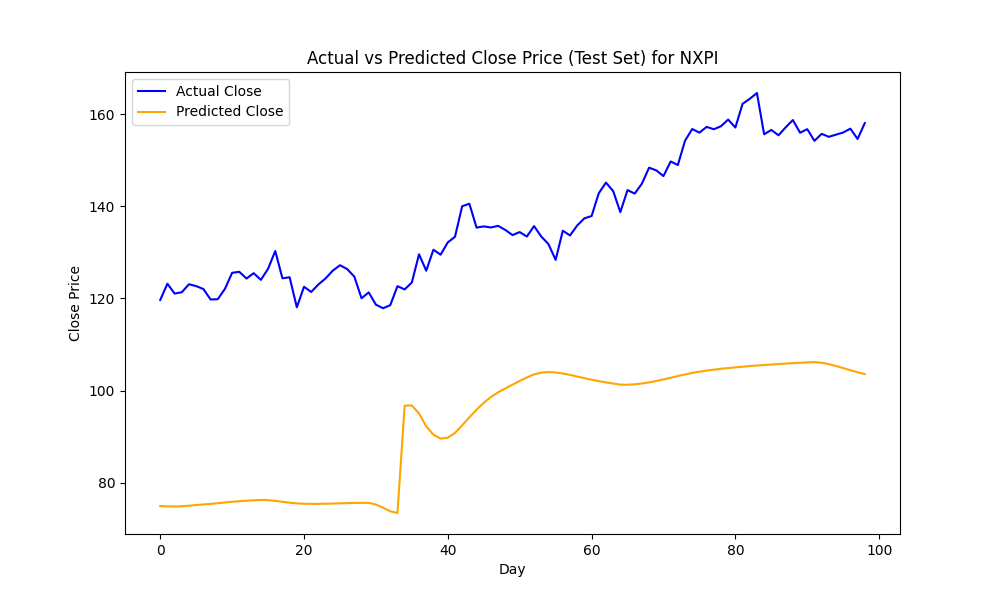 Actual vs Predicted Close Price (Test Set) for NXPI
Actual Close
Predicted Close
160
140
120
100
80
Close Price
0 20 40 60 80 100
Day